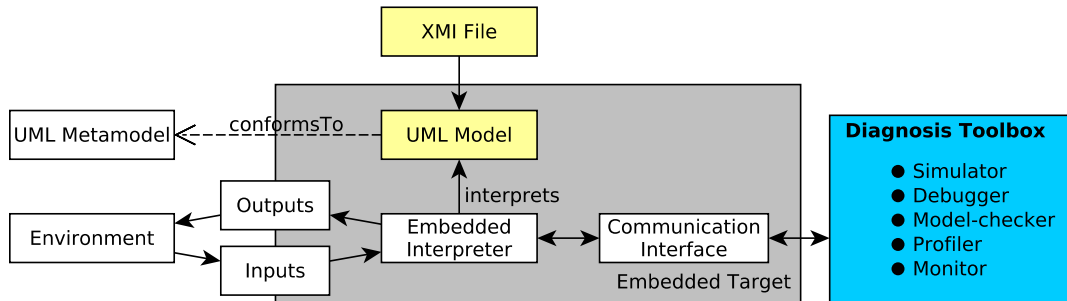 XMI File
UML Metamodel
conformsTo
UML Model
Diagnosis Toolbox
● Simulator
● Debugger
● Model-checker
● Profiler
● Monitor
interprets
Outputs
Environment
Embedded
Interpreter
Communication
Interface
Inputs
Embedded Target